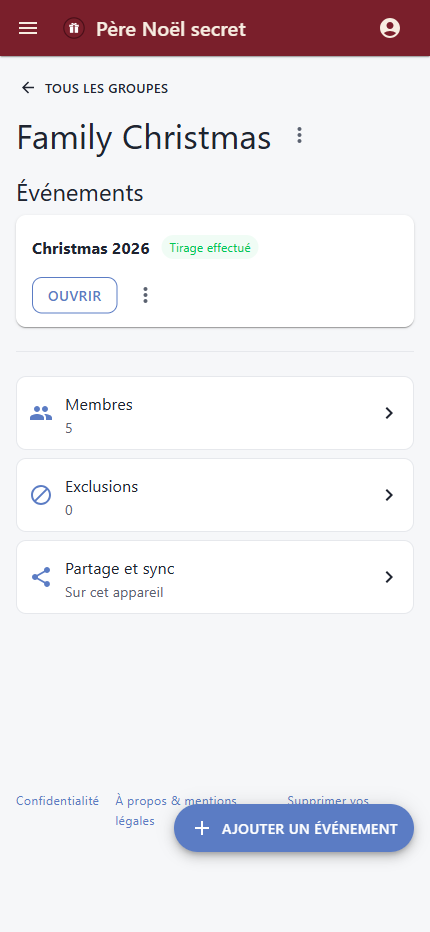 Père Noël secret
TOUS LES GROUPES
Family Christmas
Événements
Christmas 2026
Tirage effectué
OUVRIR
Membres
5
Exclusions
0
Partage et sync
Sur cet appareil
Confidentialité
À propos & mentions
légales
Supprimer vos
AJOUTER UN ÉVÉNEMENT